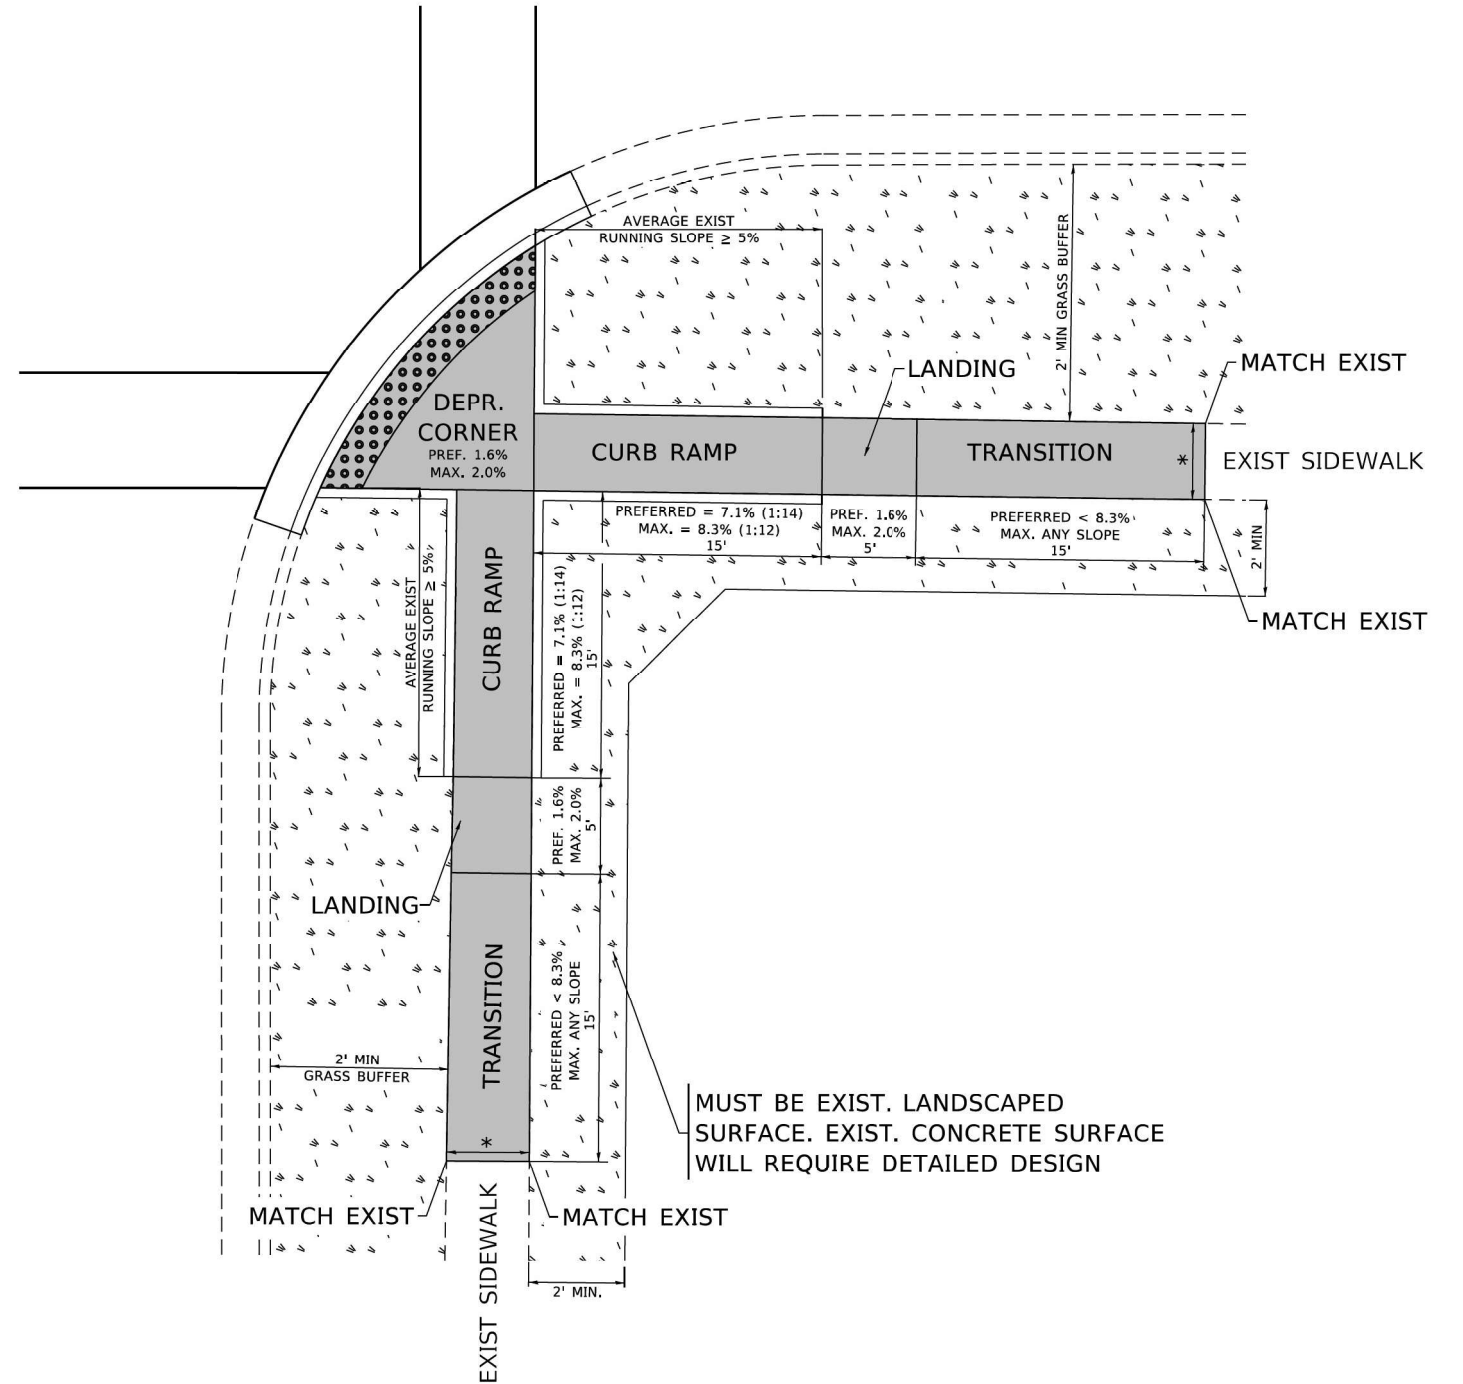 AVERAGE EXIST
RUNNING SLOPE ≥ 5%
2' MIN GRASS BUFFER
LANDING
MATCH EXIST
DEPR.
CORNER
PREF. 1.6%
MAX. 2.0%
CURB RAMP
TRANSITION
*
EXIST SIDEWALK
PREFERRED = 7.1% (1:14)
MAX. = 8.3% (1:12)
15'
PREF. 1.6%
MAX. 2.0%
5'
PREFERRED < 8.3%
MAX. ANY SLOPE
15'
2' MIN
MATCH EXIST
AVERAGE EXIST
RUNNING SLOPE ≥ 5%
CURB RAMP
PREFERRED = 7.1% (1:14)
MAX. = 8.3% (1:12)
15'
PREF. 1.6%
MAX. 2.0%
5'
LANDING
TRANSITION
PREFERRED < 8.3%
MAX. ANY SLOPE
15'
2' MIN
GRASS BUFFER
*
MUST BE EXIST. LANDSCAPED
SURFACE. EXIST. CONCRETE SURFACE
WILL REQUIRE DETAILED DESIGN
MATCH EXIST
MATCH EXIST
EXIST SIDEWALK
2' MIN.